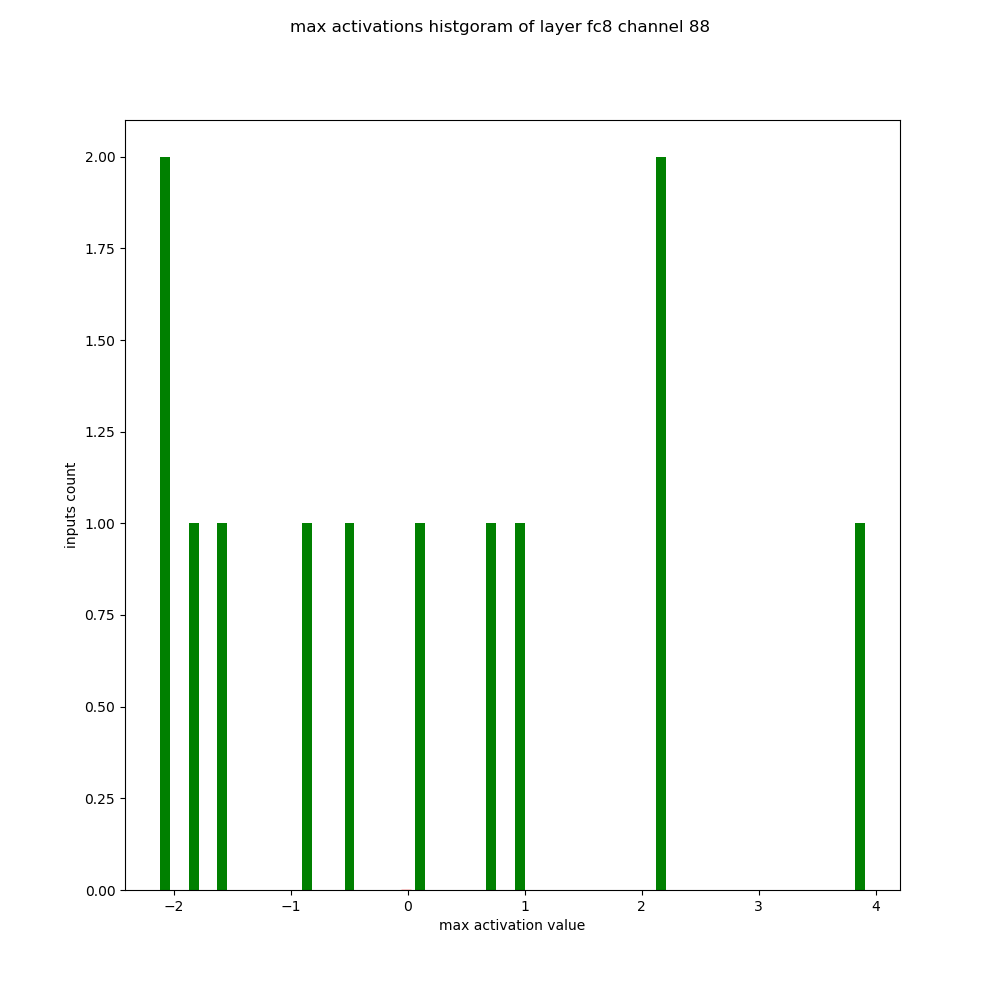 max activations histgoram of layer fc8 channel 88
2.00
1.75
1.50
1.25
1.00
0.75
0.50
0.25
0.00
inputs count
−2 −1 0 1 2 3 4
max activation value